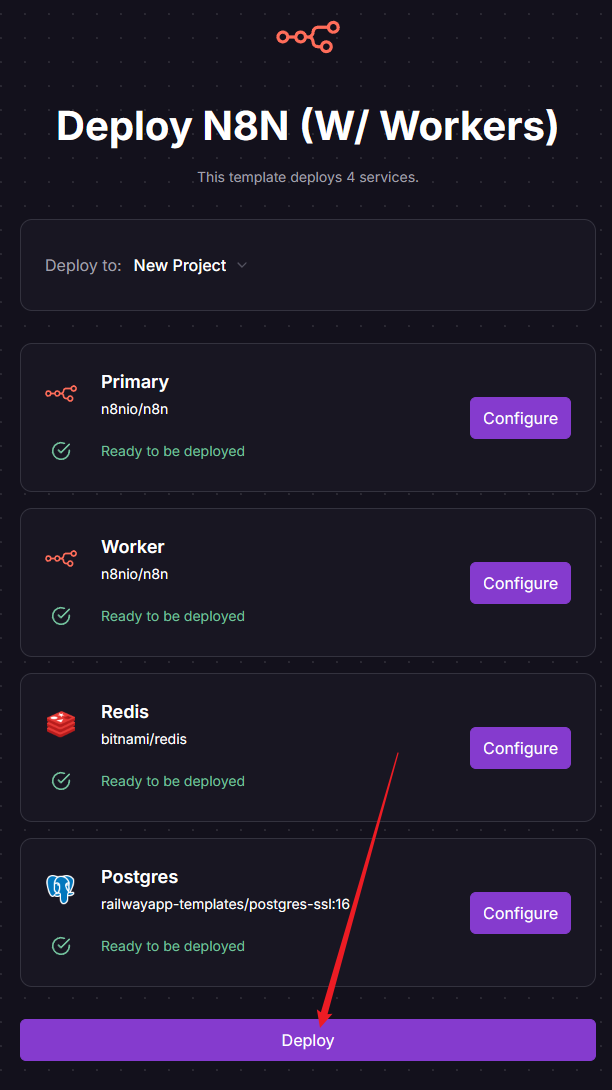 Deploy N8N (W/ Workers)
This template deploys 4 services.
Deploy to: New Project
Primary
n8nio/n8n
Configure
Ready to be deployed
Worker
n8nio/n8n
Configure
Ready to be deployed
Redis
bitnami/redis
Configure
Ready to be deployed
Postgres
railwayapp-templates/postgres-ssl:16
Configure
Ready to be deployed
Deploy